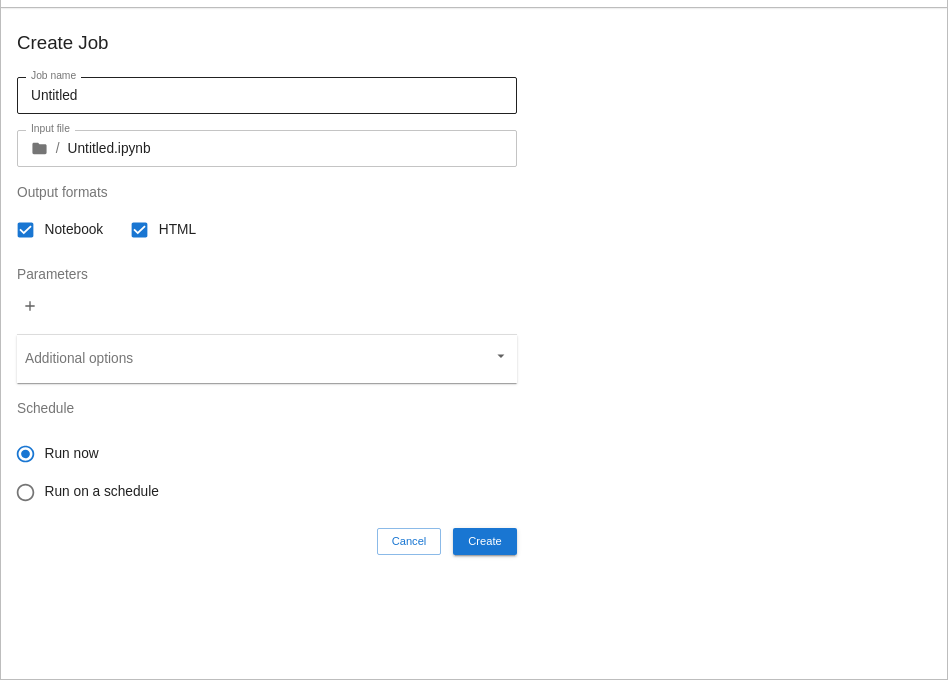 Create Job
Job name
Untitled
Input file
/ Untitled.ipynb
Output formats
Notebook HTML
Parameters
+
Additional options
Schedule
Run now
Run on a schedule
Cancel Create